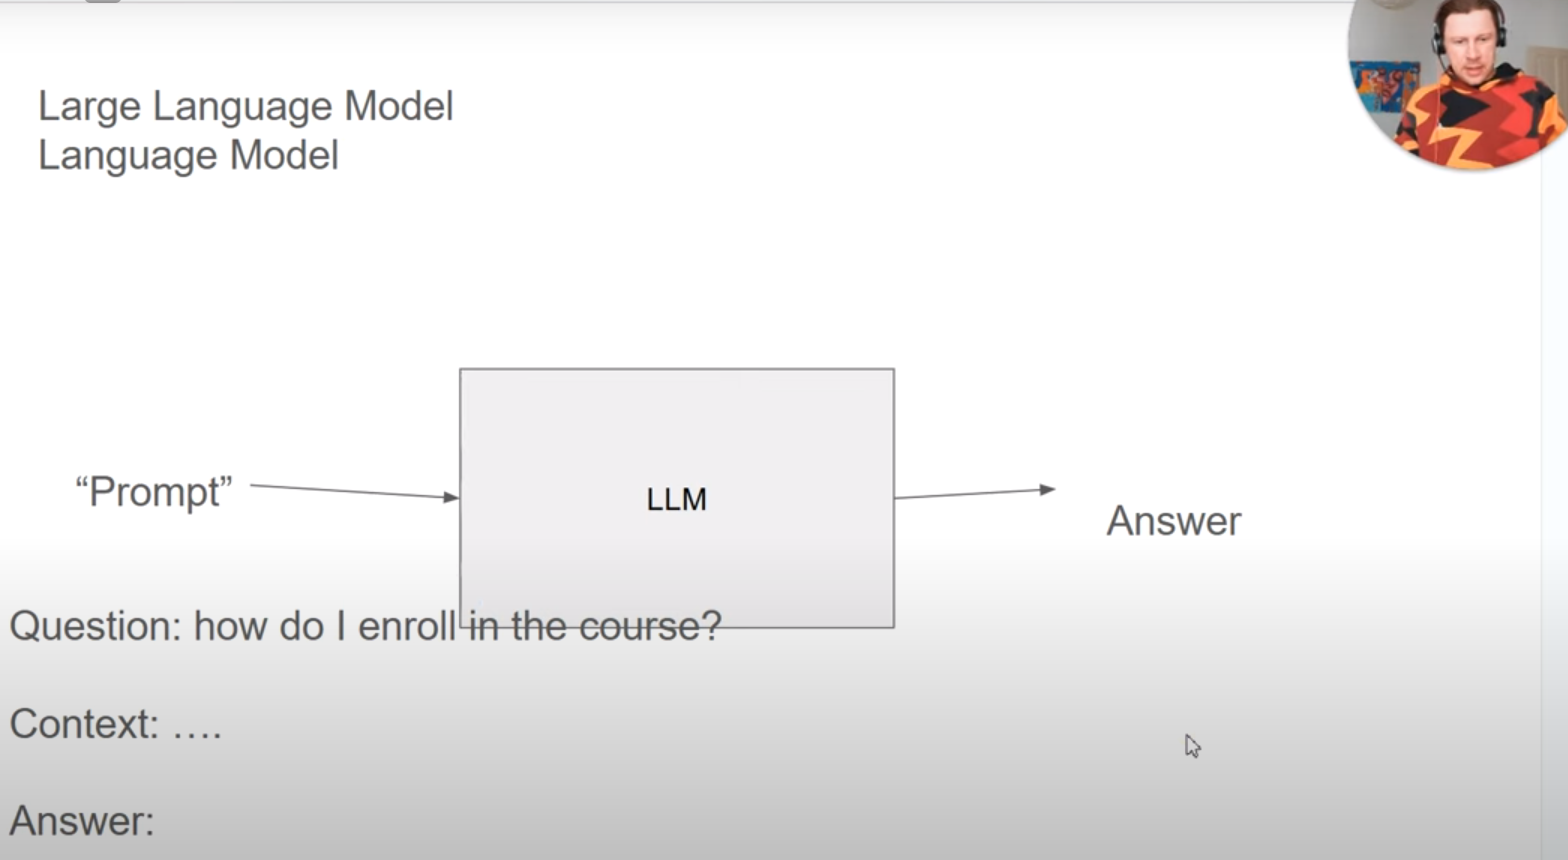 Large Language Model
Language Model
“Prompt”
LLM
Answer
Question: how do I enroll in the course?
Context: ....
Answer: